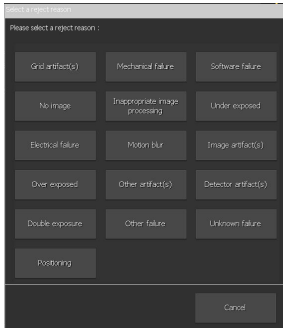 Select a reject reason
Please select a reject reason :
Grid artifact(s)
Mechanical failure
Software failure
No image
Inappropriate image
processing
Under exposed
Electrical failure
Motion blur
Image artifact(s)
Over exposed
Other artifact(s)
Detector artifact(s)
Double exposure
Other failure
Unknown failure
Positioning
Cancel